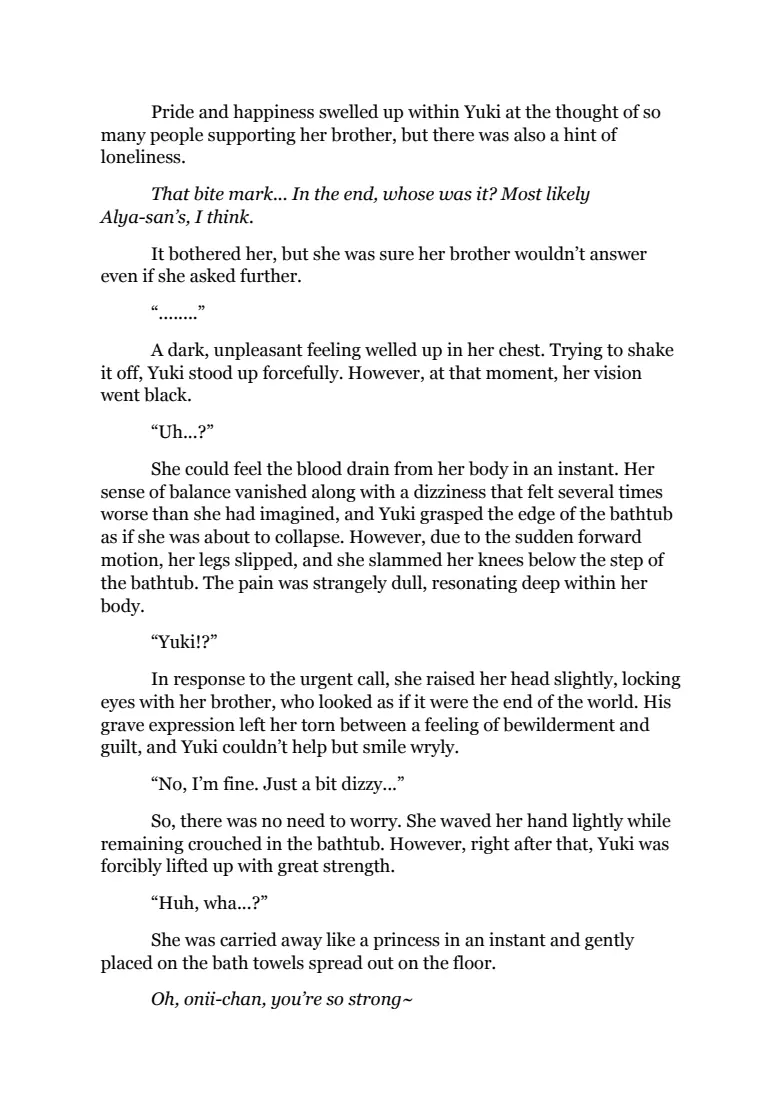 Pride and happiness swelled up within Yuki at the thought of so
many people supporting her brother, but there was also a hint of
loneliness.
That bite mark... In the end, whose was it? Most likely
Alya-san’s, I think.
It bothered her, but she was sure her brother wouldn’t answer
even if she asked further.
“........”
A dark, unpleasant feeling welled up in her chest. Trying to shake
it off, Yuki stood up forcefully. However, at that moment, her vision
went black.
“Uh...?”
She could feel the blood drain from her body in an instant. Her
sense of balance vanished along with a dizziness that felt several times
worse than she had imagined, and Yuki grasped the edge of the bathtub
as if she was about to collapse. However, due to the sudden forward
motion, her legs slipped, and she slammed her knees below the step of
the bathtub. The pain was strangely dull, resonating deep within her
body.
“Yuki!?”
In response to the urgent call, she raised her head slightly, locking
eyes with her brother, who looked as if it were the end of the world. His
grave expression left her torn between a feeling of bewilderment and
guilt, and Yuki couldn’t help but smile wryly.
“No, I’m fine. Just a bit dizzy...”
So, there was no need to worry. She waved her hand lightly while
remaining crouched in the bathtub. However, right after that, Yuki was
forcibly lifted up with great strength.
“Huh, wha...?”
She was carried away like a princess in an instant and gently
placed on the bath towels spread out on the floor.
Oh, onii-chan, you’re so strong~